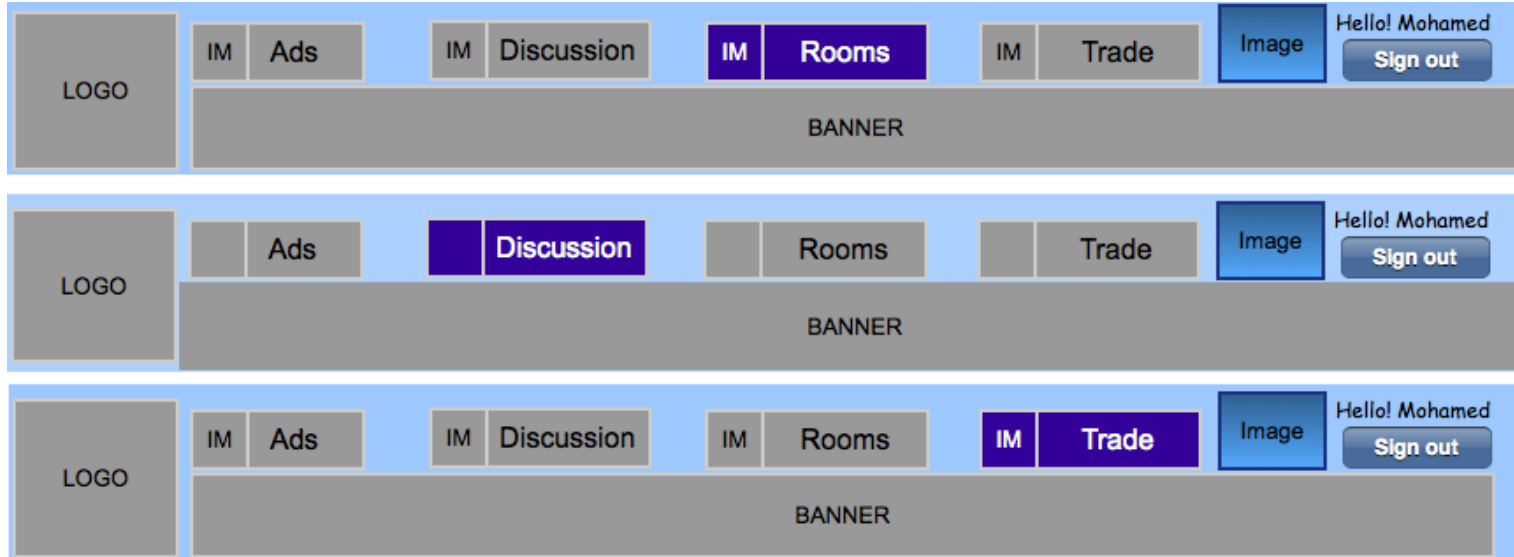 IM Ads IM Discussion IM Rooms IM Trade Image Hello! Mohamed
Sign out
LOGO
BANNER
Ads Discussion Rooms Trade Image Hello! Mohamed
Sign out
LOGO
BANNER
IM Ads IM Discussion IM Rooms IM Trade Image Hello! Mohamed
Sign out
LOGO
BANNER